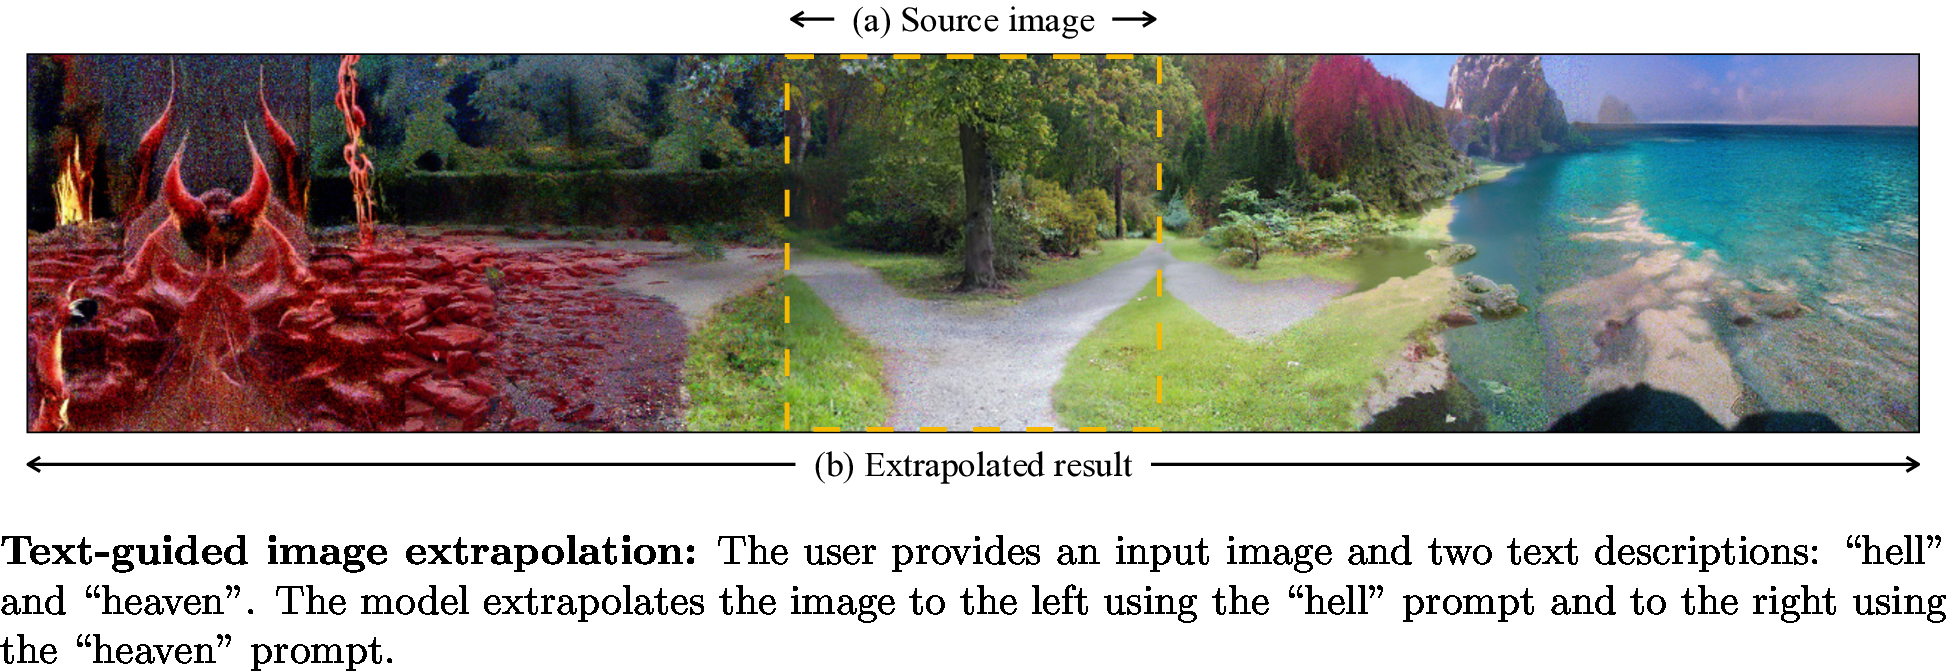 (a) Source image
(b) Extrapolated result
Text-guided image extrapolation: The user provides an input image and two text descriptions: “hell”
and “heaven”. The model extrapolates the image to the left using the “hell” prompt and to the right using
the “heaven” prompt.